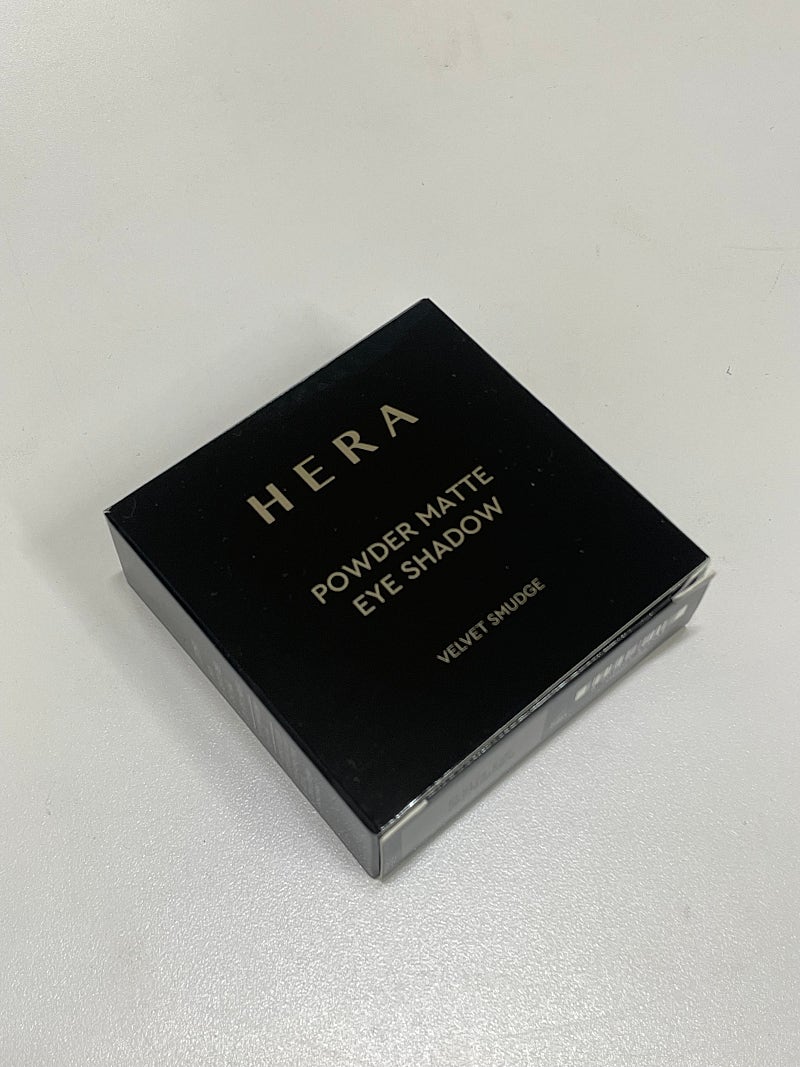 HERA
POWDER MATTE
EYE SHADOW
VELVET SMUDGE